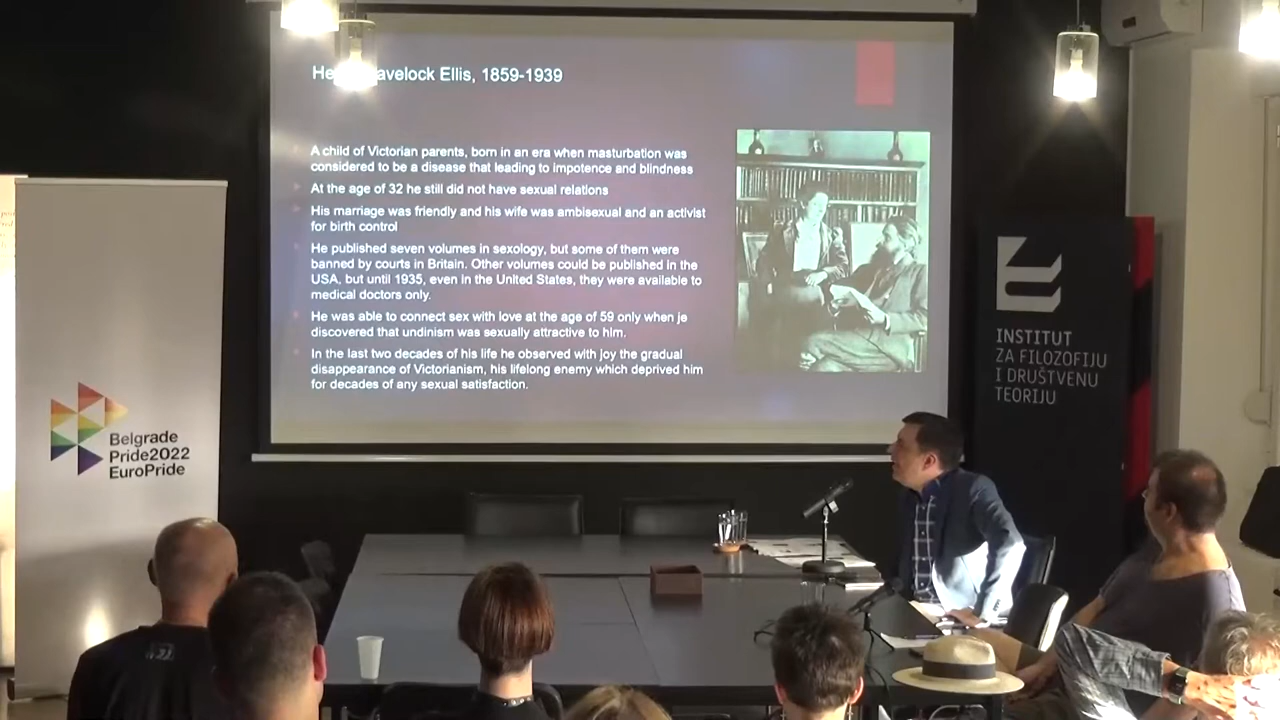 Havelock Ellis, 1859-1939
A child of Victorian parents, born in an era when masturbation was
considered to be a disease that leading to impotence and blindness
At the age of 32 he still did not have sexual relations
His marriage was friendly and his wife was ambisexual and an activist
for birth control
He published seven volumes in sexology, but some of them were
banned by courts in Britain. Other volumes could be published in the
USA, but until 1935, even in the United States, they were available to
medical doctors only.
He was able to connect sex with love at the age of 59 only when je
discovered that undinism was sexually attractive to him.
In the last two decades of his life he observed with joy the gradual
disappearance of Victorianism, his lifelong enemy which deprived him
for decades of any sexual satisfaction.
Belgrade
Pride2022
EuroPride
INSTITUT
ZA FILOZOFIJU
I DRUŠTVENU
TEORIJU